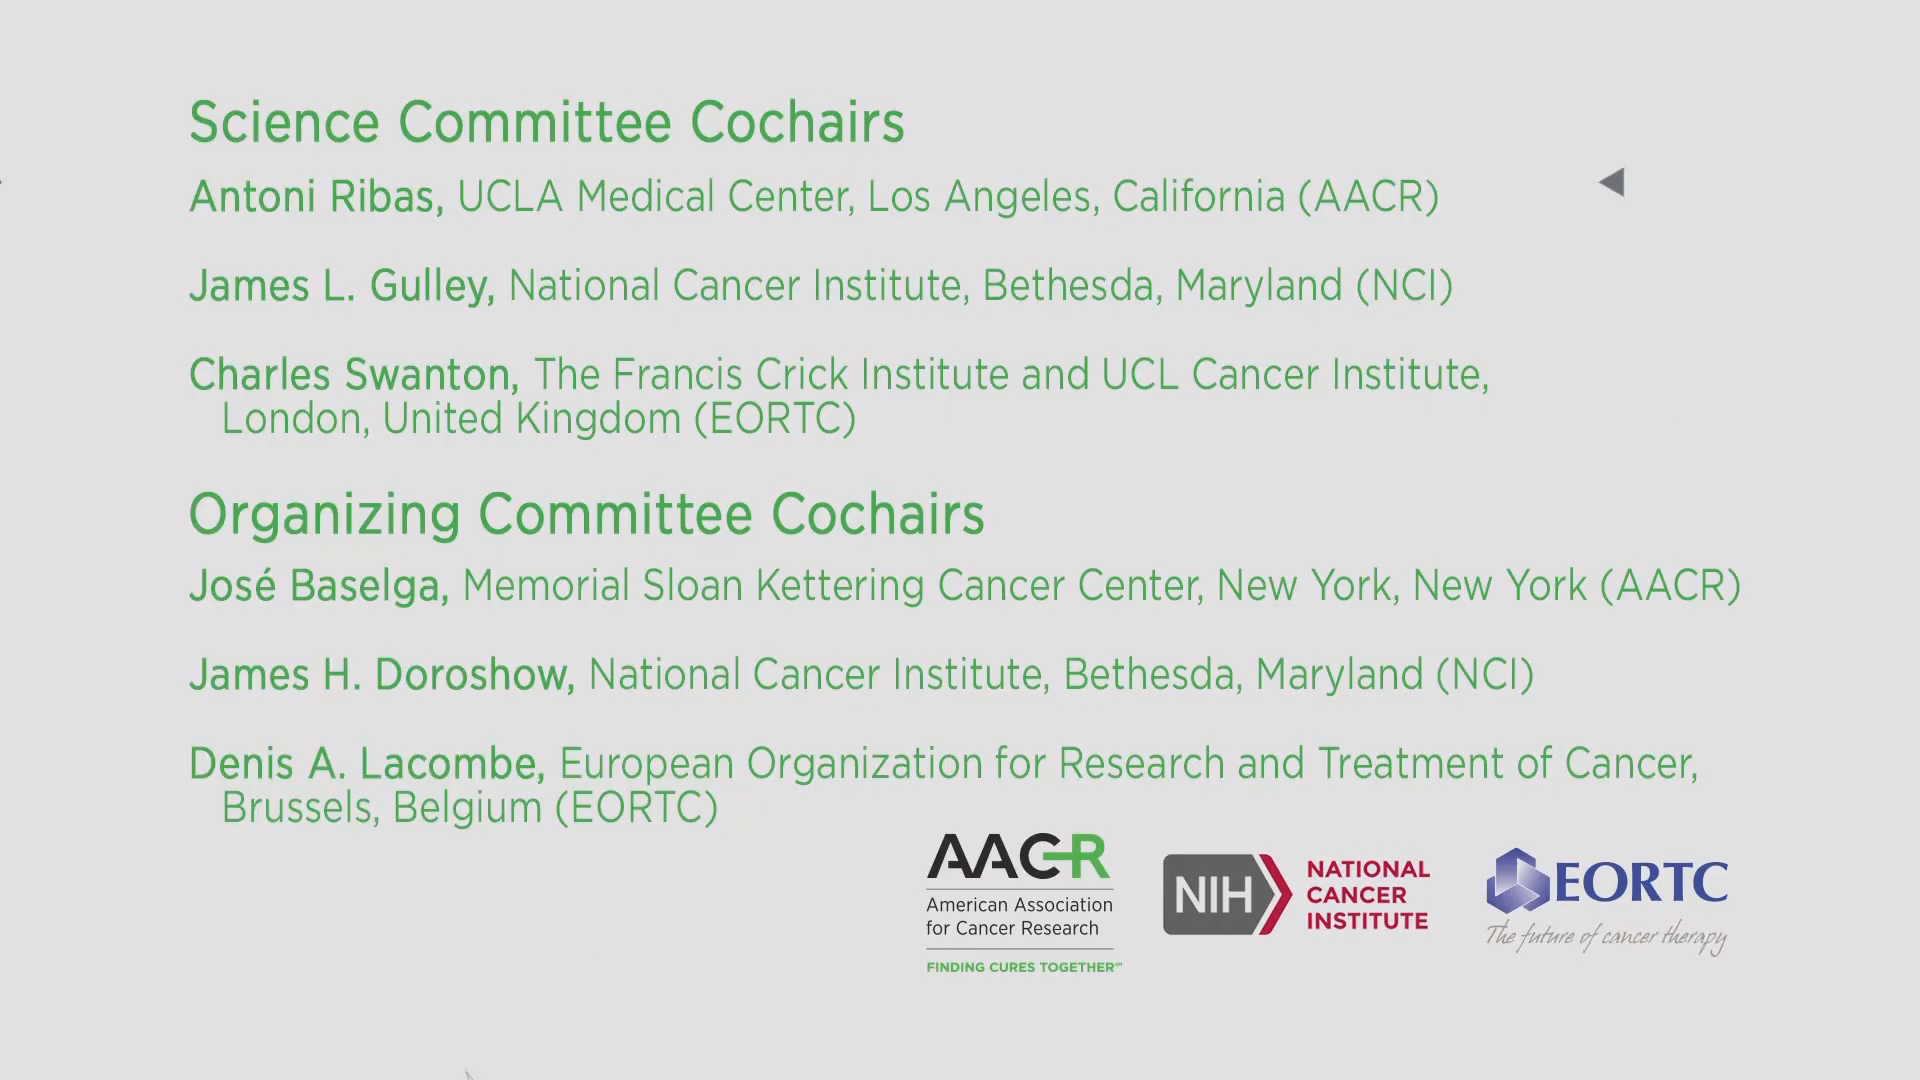 Science Committee Cochairs
Antoni Ribas, UCLA Medical Center, Los Angeles, California (AACR)
James L. Gulley, National Cancer Institute, Bethesda, Maryland (NCI)
Charles Swanton, The Francis Crick Institute and UCL Cancer Institute,
London, United Kingdom (EORTC)
Organizing Committee Cochairs
José Baselga, Memorial Sloan Kettering Cancer Center, New York, New York (AACR)
James H. Doroshow, National Cancer Institute, Bethesda, Maryland (NCI)
Denis A. Lacombe, European Organization for Research and Treatment of Cancer,
Brussels, Belgium (EORTC)
AACR
American Association
for Cancer Research
FINDING CURES TOGETHER℠
NIH
NATIONAL
CANCER
INSTITUTE
EORTC
The future of cancer therapy